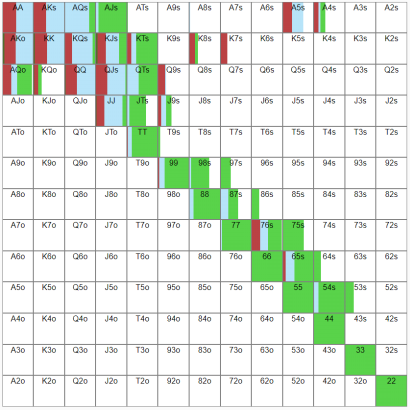 AA AKs AQs AJs ATs A9s A8s A7s A6s A5s A4s A3s A2s
AKo KK KQs KJs KTs K9s K8s K7s K6s K5s K4s K3s K2s
AQo KQo QQ QJs QTs Q9s Q8s Q7s Q6s Q5s Q4s Q3s Q2s
AJo KJo QJo JJ JTs J9s J8s J7s J6s J5s J4s J3s J2s
ATo KTo QTo JTo TT T9s T8s T7s T6s T5s T4s T3s T2s
A9o K9o Q9o J9o T9o 99 98s 97s 96s 95s 94s 93s 92s
A8o K8o Q8o J8o T8o 98o 88 87s 86s 85s 84s 83s 82s
A7o K7o Q7o J7o T7o 97o 87o 77 76s 75s 74s 73s 72s
A6o K6o Q6o J6o T6o 96o 86o 76o 66 65s 64s 63s 62s
A5o K5o Q5o J5o T5o 95o 85o 75o 65o 55 54s 53s 52s
A4o K4o Q4o J4o T4o 94o 84o 74o 64o 54o 44 43s 42s
A3o K3o Q3o J3o T3o 93o 83o 73o 63o 53o 43o 33 32s
A2o K2o Q2o J2o T2o 92o 82o 72o 62o 52o 42o 32o 22